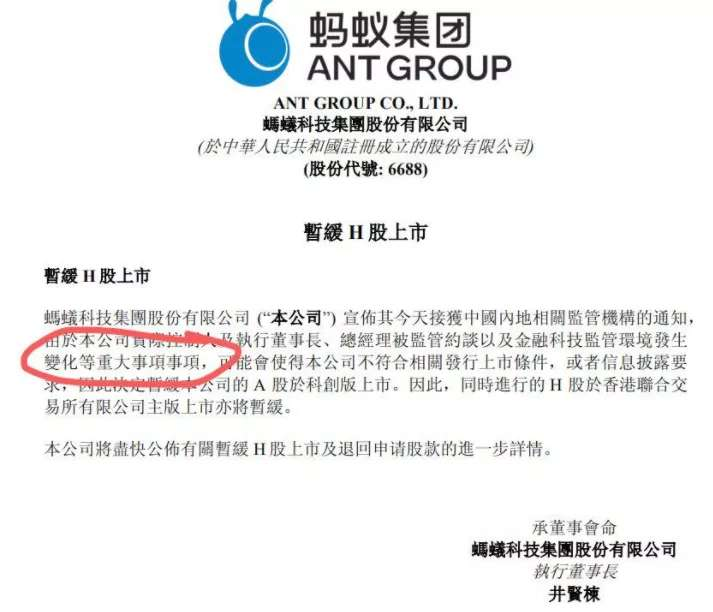 蚂蚁集团
ANT GROUP
ANT GROUP CO., LTD.
螞蟻科技集團股份有限公司
(於中華人民共和國註冊成立的股份有限公司)
(股份代號: 6688)
暫緩 H 股上市
暫緩 H 股上市
螞蟻科技集團股份有限公司 (“本公司”) 宣佈其今天接獲中國內地相關監管機構的通知,
由於本公司實際控制人及執行董事長、總經理被監管約談以及金融科技監管環境發生
變化等重大事項事項,可能會使得本公司不符合相關發行上市條件，或者信息披露要
求，因此決定暫緩本公司的 A 股於科創版上市。因此，同時進行的 H 股於香港聯合交
易所有限公司主版上市亦將暫緩。
本公司將盡快公佈有關暫緩 H 股上市及退回申请股款的進一步詳情。
承董事會命
螞蟻科技集團股份有限公司
執行董事長
井賢棟